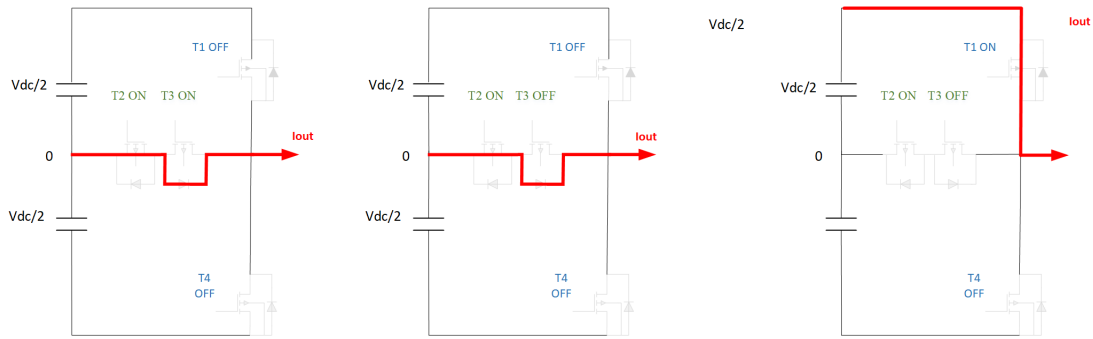 T1 OFF
Vdc/2
T2 ON T3 ON
Iout
0
Vdc/2
T4
OFF
T1 OFF
Vdc/2
T2 ON T3 OFF
Iout
0
Vdc/2
T4
OFF
Vdc/2
Iout
T1 ON
Vdc/2
T2 ON T3 OFF
0
T4
OFF